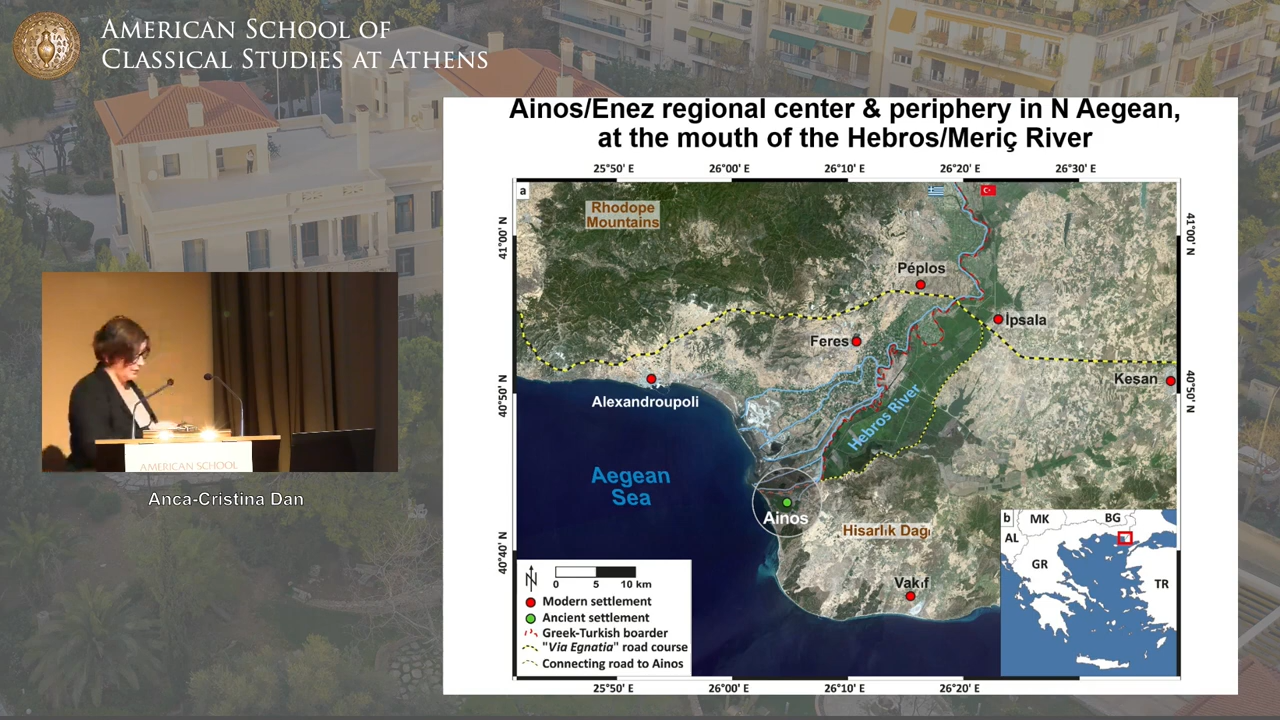 AMERICAN SCHOOL OF
CLASSICAL STUDIES AT ATHENS
Ainos/Enez regional center & periphery in N Aegean,
at the mouth of the Hebros/Meriç River
25°50' E
26°00' E
26°10' E
26°20' E
26°30' E
a
41°00' N
40°50' N
40°40' N
41°00' N
40°50' N
Rhodope
Mountains
Péplos
İpsala
Feres
Keşan
Alexandroupoli
Hebros River
Aegean
Sea
Ainos
Hisarlık Dagı
Vakıf
N
0 5 10 km
Modern settlement
Ancient settlement
Greek-Turkish boarder
"Via Egnatia" road course
Connecting road to Ainos
b
MK
BG
AL
GR
TR
25°50' E
26°00' E
26°10' E
26°20' E
AMERICAN SCHOOL
Anca-Cristina Dan